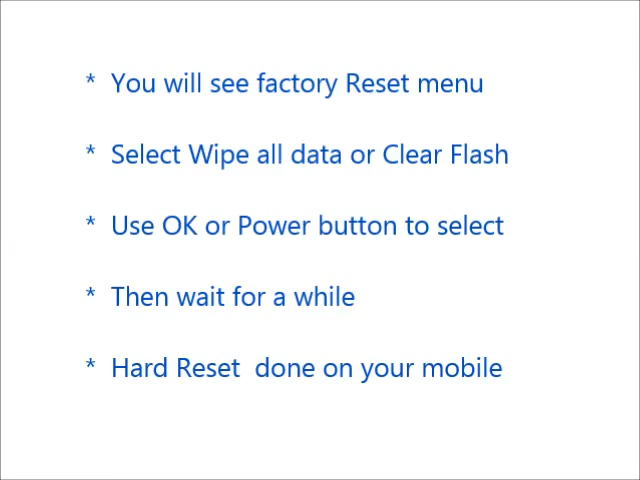 * You will see factory Reset menu
* Select Wipe all data or Clear Flash
* Use OK or Power button to select
* Then wait for a while
* Hard Reset  done on your mobile